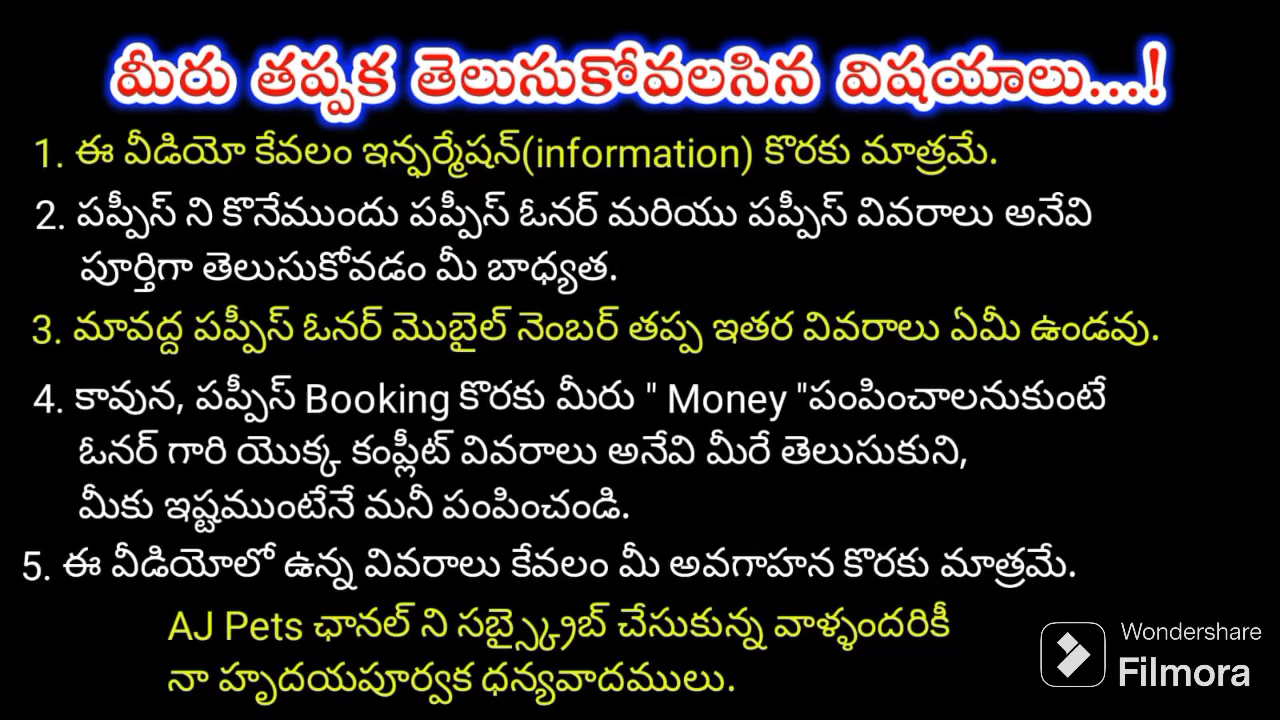 మీరు తప్పక తెలుసుకోవలసిన విషయాలు...!
1. ఈ వీడియో కేవలం ఇన్ఫర్మేషన్(information) కొరకు మాత్రమే.
2. పప్పీస్ ని కొనేముందు పప్పీస్ ఓనర్ మరియు పప్పీస్ వివరాలు అనేవి
పూర్తిగా తెలుసుకోవడం మీ బాధ్యత.
3. మావద్ద పప్పీస్ ఓనర్ మొబైల్ నెంబర్ తప్ప ఇతర వివరాలు ఏమీ ఉండవు.
4. కావున, పప్పీస్ Booking కొరకు మీరు " Money "పంపించాలనుకుంటే
ఓనర్ గారి యొక్క కంప్లీట్ వివరాలు అనేవి మీరే తెలుసుకుని,
మీకు ఇష్టముంటేనే మనీ పంపించండి.
5. ఈ వీడియోలో ఉన్న వివరాలు కేవలం మీ అవగాహన కొరకు మాత్రమే.
AJ Pets ఛానల్ ని సబ్స్క్రైబ్ చేసుకున్న వాళ్ళందరికీ
నా హృదయపూర్వక ధన్యవాదములు.
Wondershare
Filmora